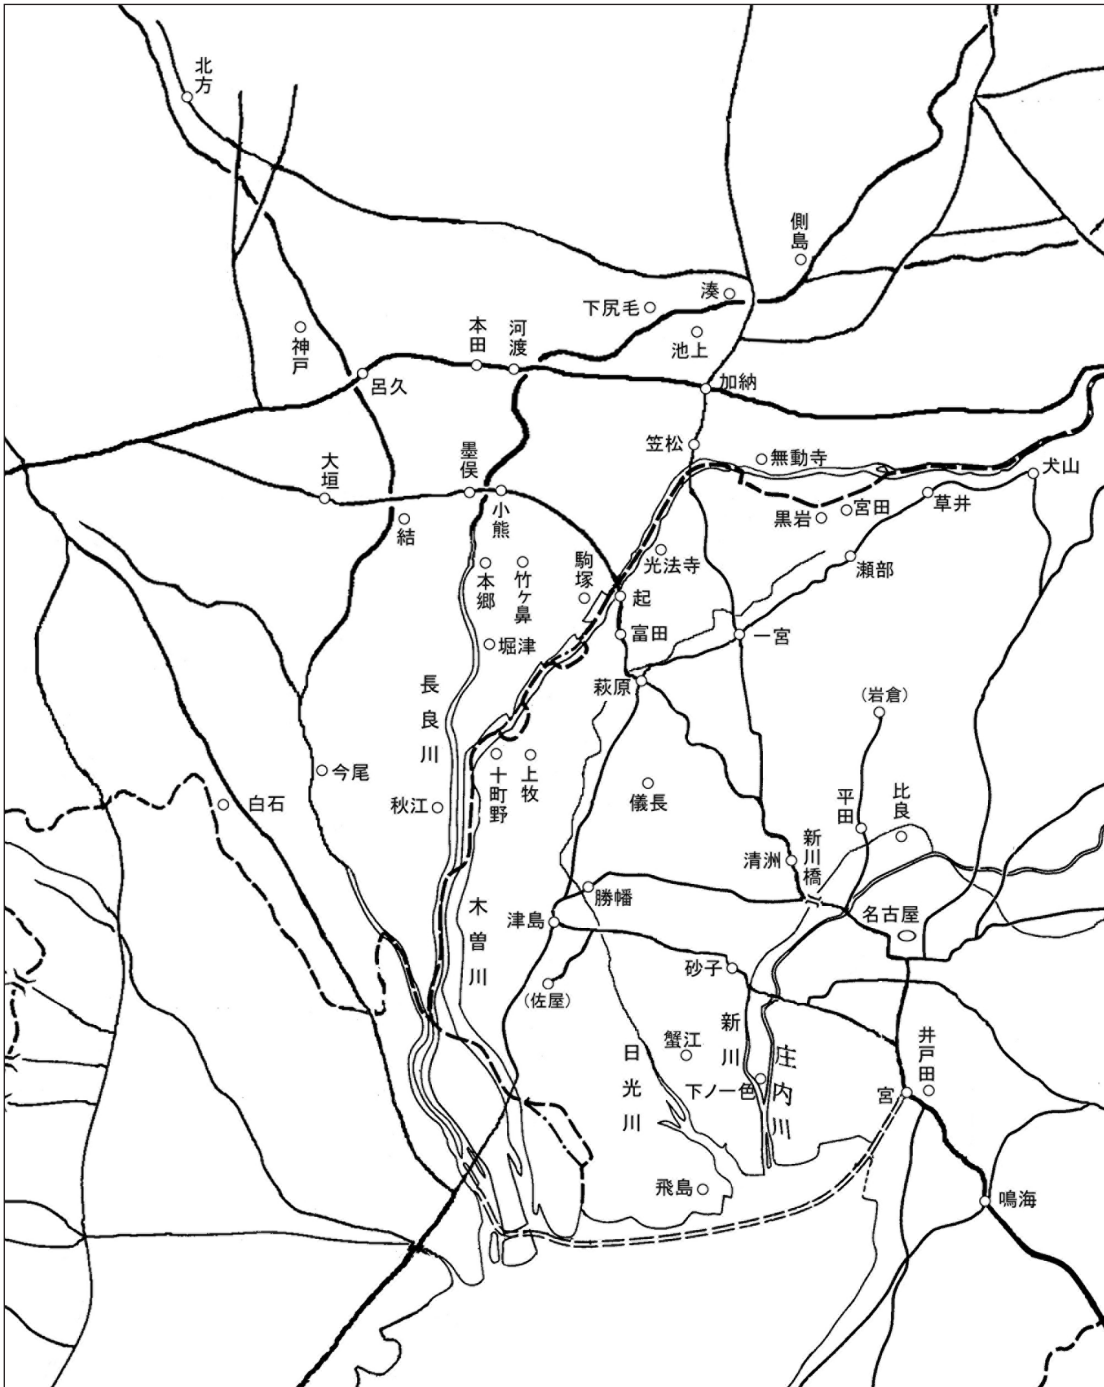 北方
側島
湊
下尻毛
池上
神戸
本田
河渡
呂久
加納
笠松
無動寺
犬山
大垣
墨俣
小熊
結
黒岩
宮田
草井
本郷
竹ヶ鼻
駒塚
光法寺
瀬部
起
富田
一宮
堀津
萩原
長良川
(岩倉)
今尾
白石
秋江
十町野
上牧
儀長
平田
比良
清洲
新川橋
勝幡
津島
名古屋
木曽川
(佐屋)
砂子
日光川
蟹江
新川
庄内川
下ノ一色
井戸田
宮
飛島
鳴海